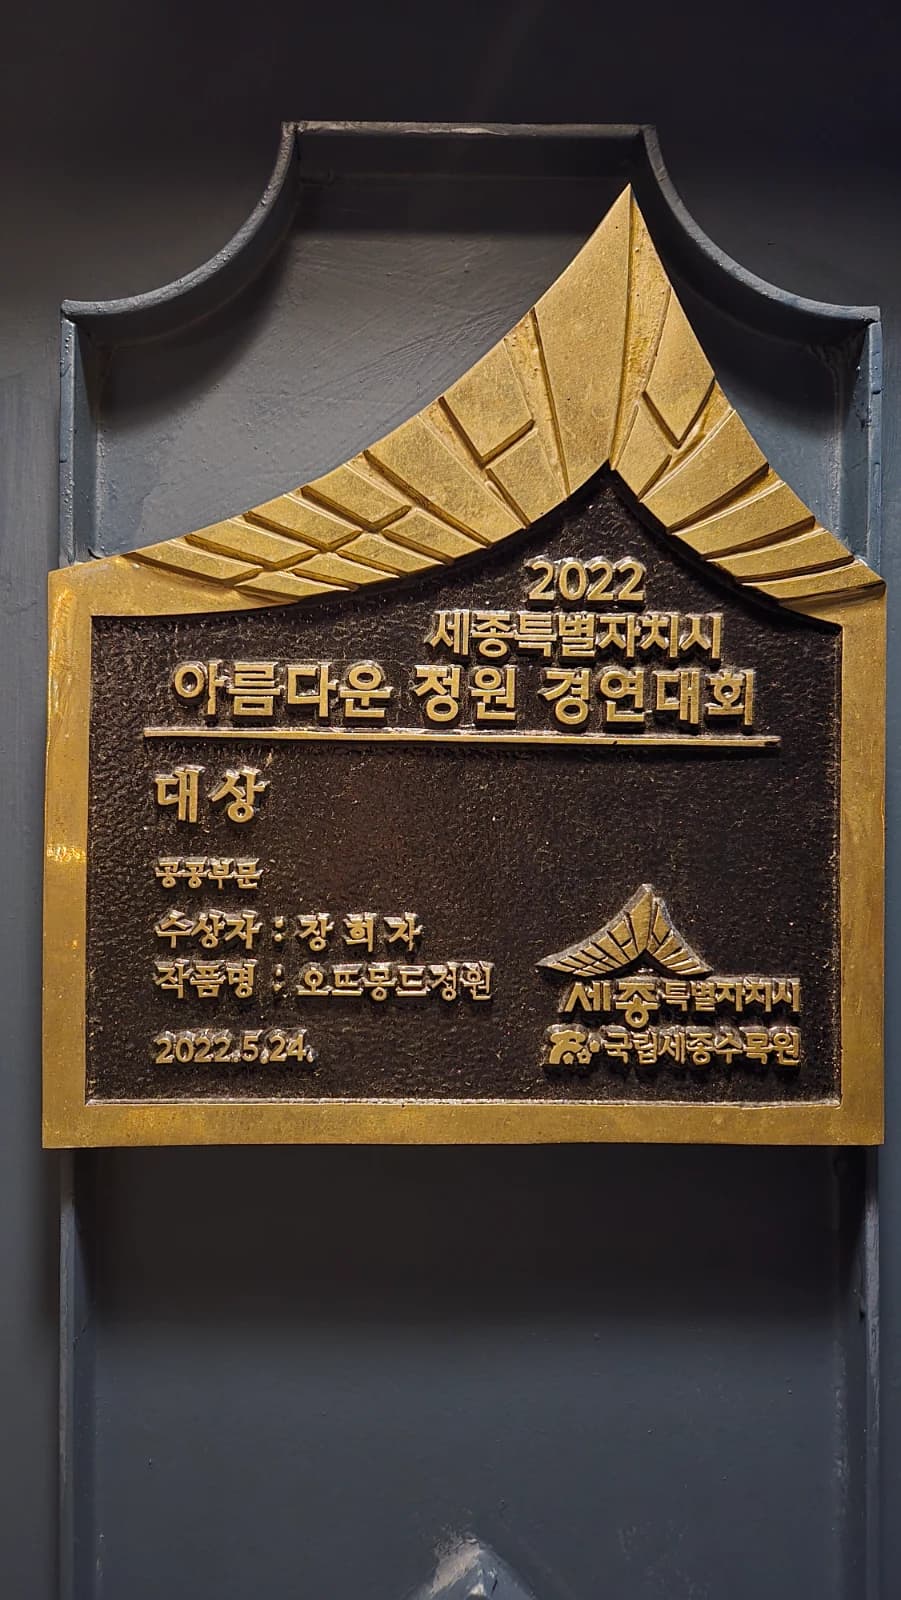 2022
세종특별자치시
아름다운 정원 경연대회
대상
공공부문
수상자 : 장 희 자
작품명 : 오뜨몽드정원
2022.5.24.
세종특별자치시
국립세종수목원